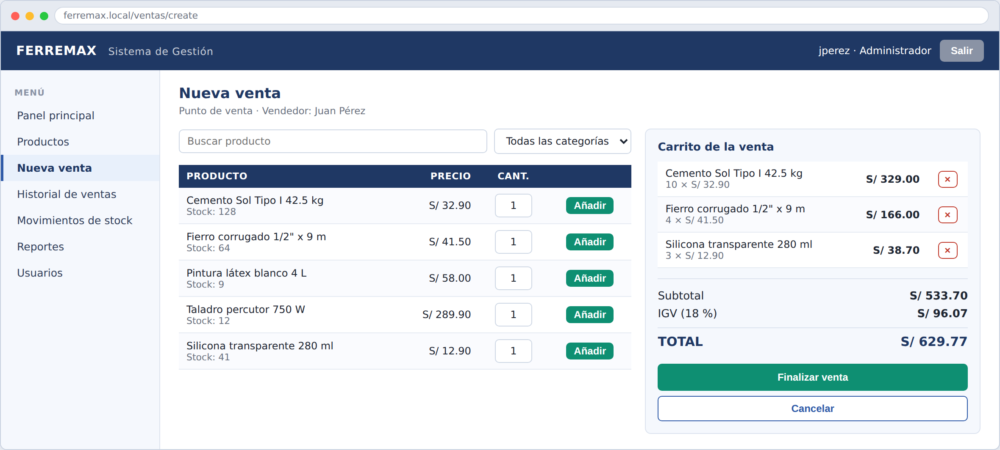 ferremax.local/ventas/create
FERREMAX Sistema de Gestión
jperez · Administrador Salir
MENÚ
Panel principal
Productos
Nueva venta
Historial de ventas
Movimientos de stock
Reportes
Usuarios
Nueva venta
Punto de venta · Vendedor: Juan Pérez
Buscar producto Todas las categorías
PRODUCTO PRECIO CANT.
Cemento Sol Tipo I 42.5 kg
Stock: 128
S/ 32.90 1 Añadir
Fierro corrugado 1/2" x 9 m
Stock: 64
S/ 41.50 1 Añadir
Pintura látex blanco 4 L
Stock: 9
S/ 58.00 1 Añadir
Taladro percutor 750 W
Stock: 12
S/ 289.90 1 Añadir
Silicona transparente 280 ml
Stock: 41
S/ 12.90 1 Añadir
Carrito de la venta
Cemento Sol Tipo I 42.5 kg
10 × S/ 32.90
S/ 329.00 ×
Fierro corrugado 1/2" x 9 m
4 × S/ 41.50
S/ 166.00 ×
Silicona transparente 280 ml
3 × S/ 12.90
S/ 38.70 ×
Subtotal S/ 533.70
IGV (18 %) S/ 96.07
TOTAL S/ 629.77
Finalizar venta
Cancelar